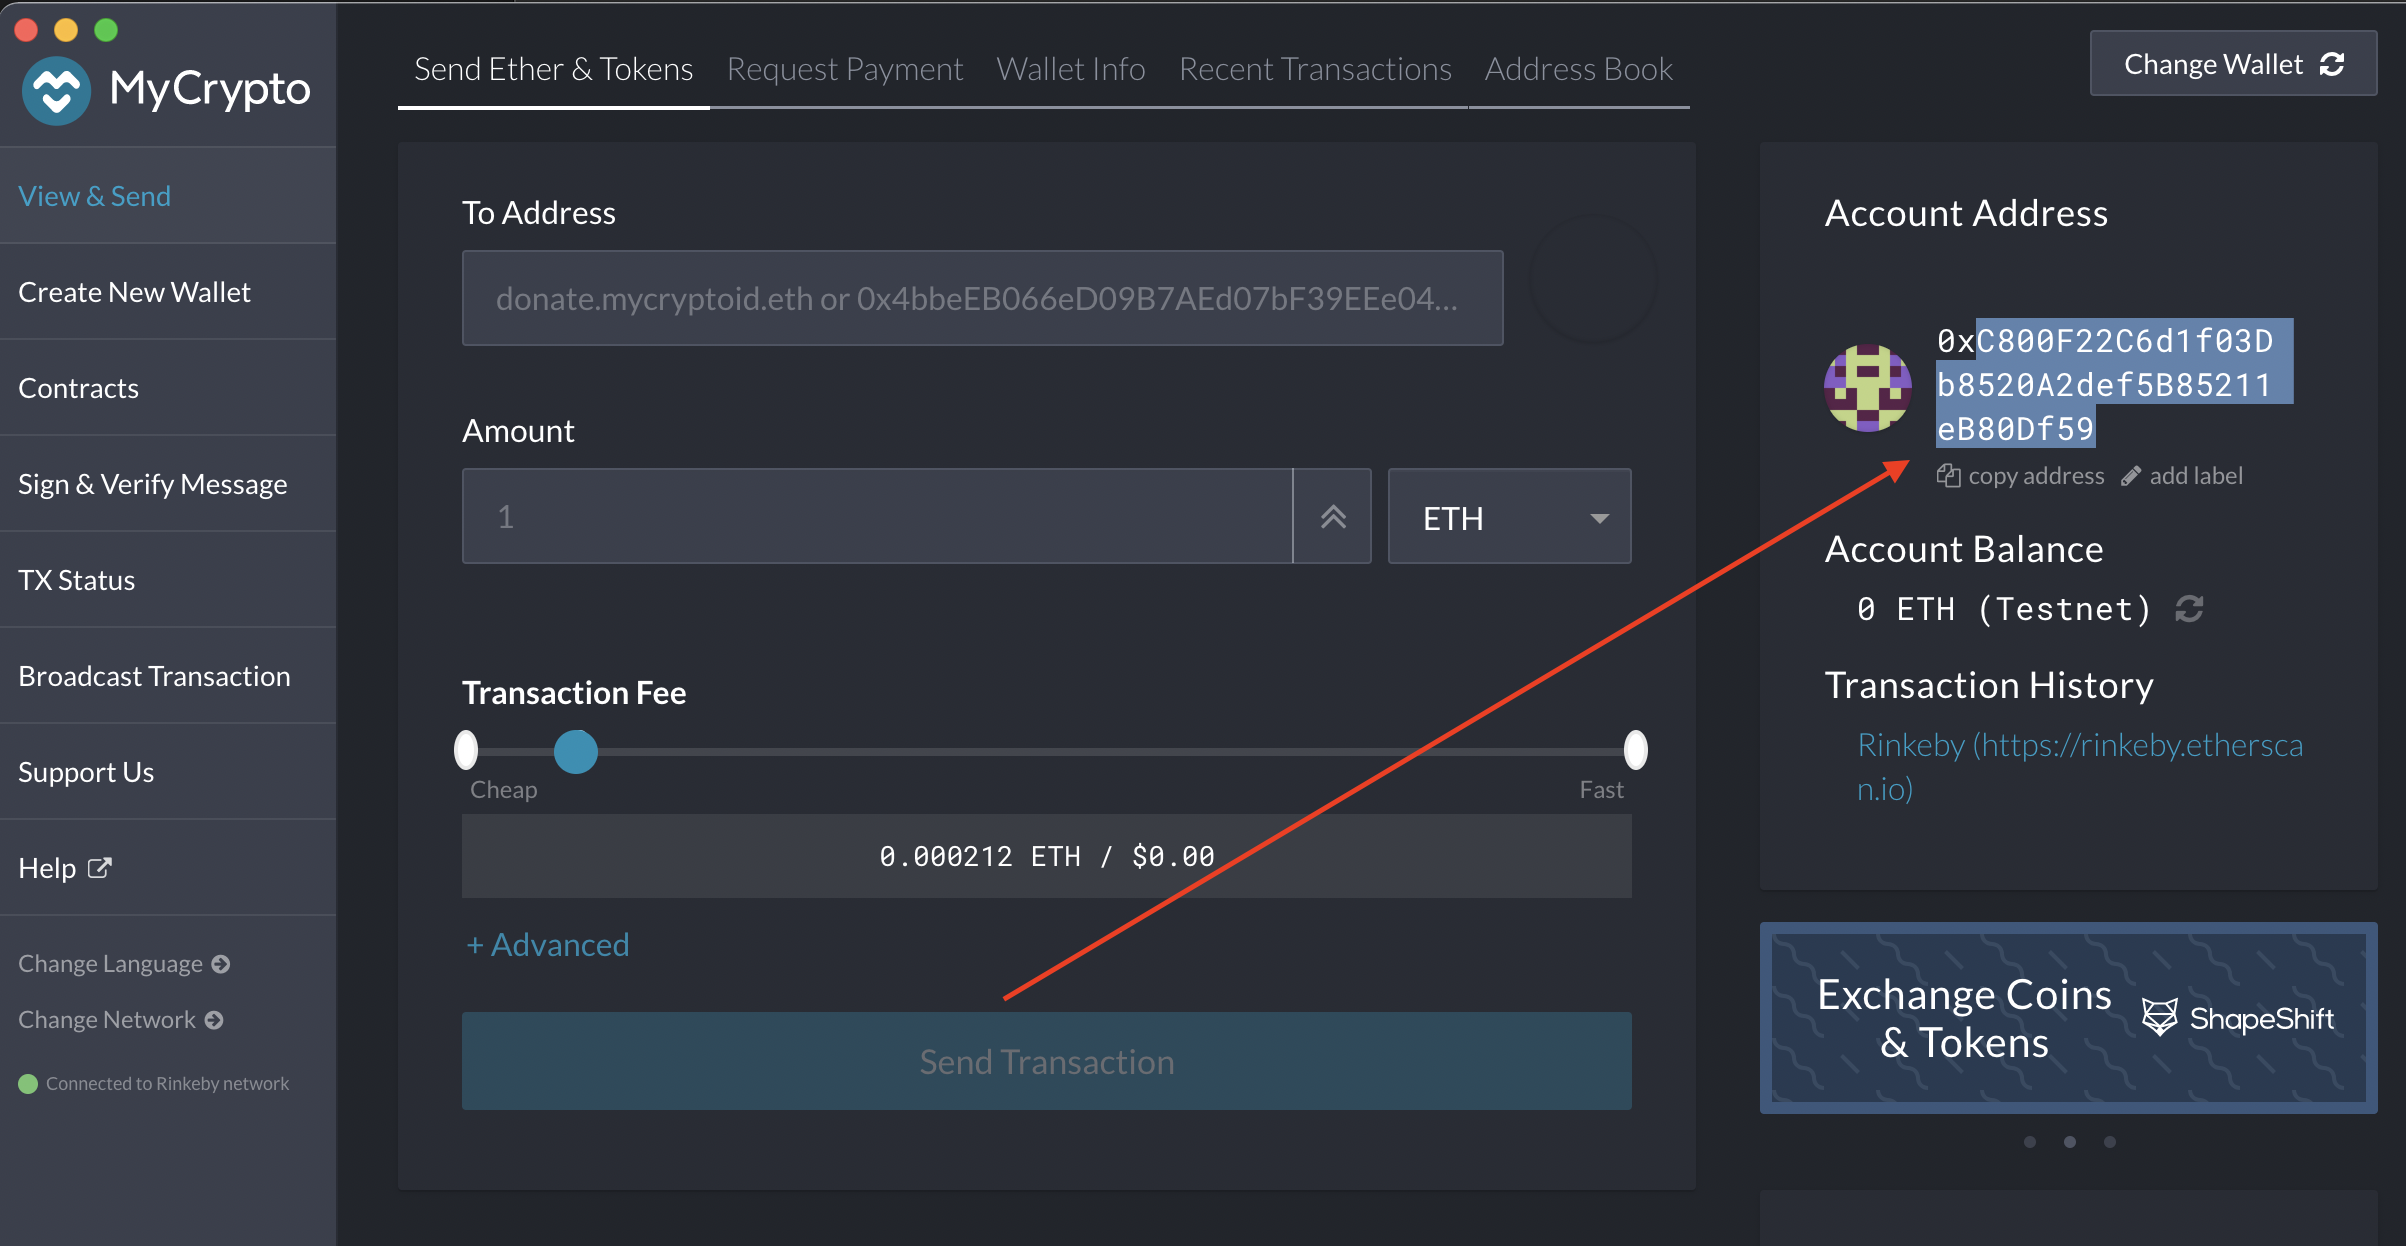 MyCrypto
View & Send
Create New Wallet
Contracts
Sign & Verify Message
TX Status
Broadcast Transaction
Support Us
Help
Change Language
Change Network
Connected to Rinkeby network
Send Ether & Tokens
Request Payment
Wallet Info
Recent Transactions
Address Book
Change Wallet
To Address
donate.mycryptoid.eth or 0x4bbeEB066eD09B7AEd07bF39EEe04...
Amount
1
ETH
Transaction Fee
Cheap
Fast
0.000212 ETH / $0.00
+ Advanced
Send Transaction
Account Address
0xC800F22C6d1f03D
b8520A2def5B85211
eB80Df59
copy address
add label
Account Balance
0 ETH (Testnet)
Transaction History
Rinkeby (https://rinkeby.ethersca
n.io)
Exchange Coins
& Tokens
ShapeShift